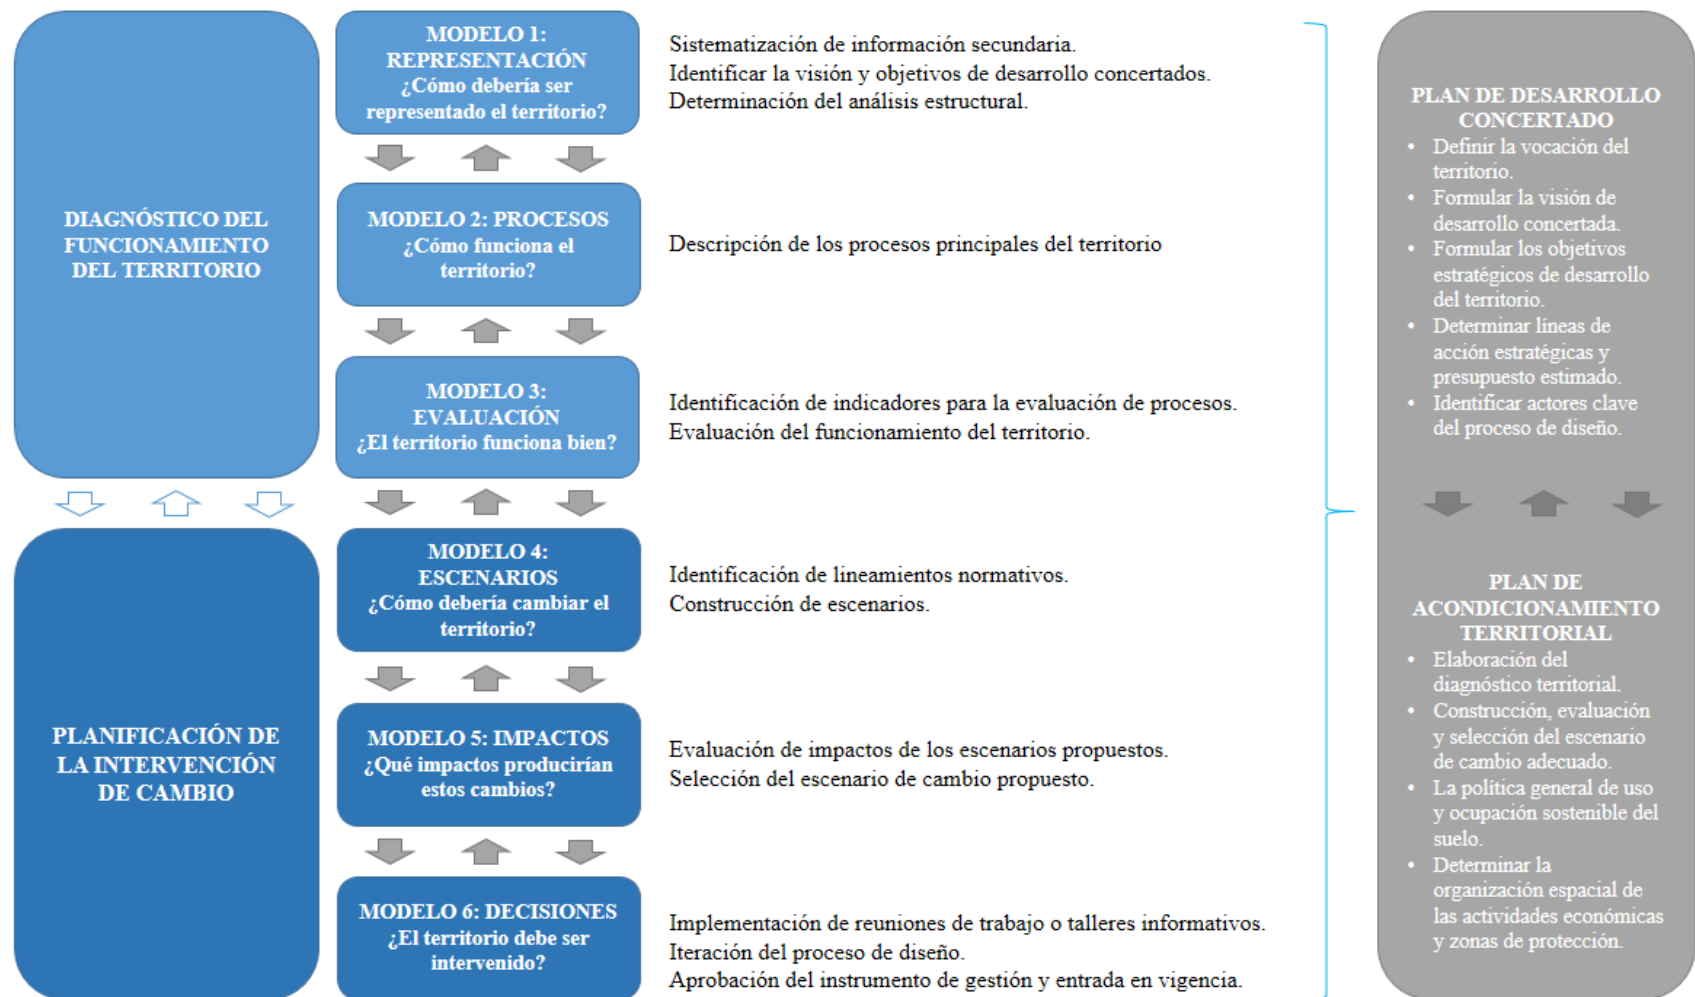 DIAGNÓSTICO DEL
FUNCIONAMIENTO
DEL TERRITORIO
PLANIFICACIÓN DE
LA INTERVENCIÓN
DE CAMBIO
MODELO 1:
REPRESENTACIÓN
¿Cómo debería ser
representado el territorio?
Sistematización de información secundaria.
Identificar la visión y objetivos de desarrollo concertados.
Determinación del análisis estructural.
MODELO 2: PROCESOS
¿Cómo funciona el
territorio?
Descripción de los procesos principales del territorio
MODELO 3:
EVALUACIÓN
¿El territorio funciona bien?
Identificación de indicadores para la evaluación de procesos.
Evaluación del funcionamiento del territorio.
MODELO 4:
ESCENARIOS
¿Cómo debería cambiar el
territorio?
Identificación de lineamientos normativos.
Construcción de escenarios.
MODELO 5: IMPACTOS
¿Qué impactos producirían
estos cambios?
Evaluación de impactos de los escenarios propuestos.
Selección del escenario de cambio propuesto.
MODELO 6: DECISIONES
¿El territorio debe ser
intervenido?
Implementación de reuniones de trabajo o talleres informativos.
Iteración del proceso de diseño.
Aprobación del instrumento de gestión y entrada en vigencia.
PLAN DE DESARROLLO
CONCERTADO
• Definir la vocación del
territorio.
• Formular la visión de
desarrollo concertada.
• Formular los objetivos
estratégicos de desarrollo
del territorio.
• Determinar líneas de
acción estratégicas y
presupuesto estimado.
• Identificar actores clave
del proceso de diseño.
PLAN DE
ACONDICIONAMIENTO
TERRITORIAL
• Elaboración del
diagnóstico territorial.
• Construcción, evaluación
y selección del escenario
de cambio adecuado.
• La política general de uso
y ocupación sostenible del
suelo.
• Determinar la
organización espacial de
las actividades económicas
y zonas de protección.